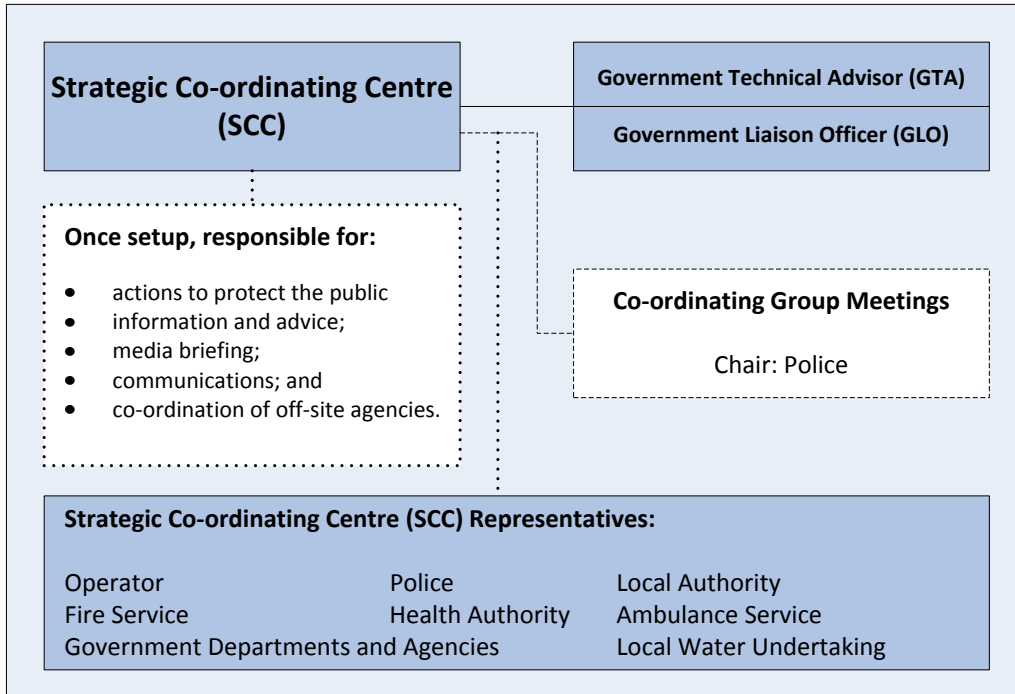 Strategic Co-ordinating Centre
(SCC)
Government Technical Advisor (GTA)
Government Liaison Officer (GLO)
Once setup, responsible for:
• actions to protect the public
• information and advice;
• media briefing;
• communications; and
• co-ordination of off-site agencies.
Co-ordinating Group Meetings
Chair: Police
Strategic Co-ordinating Centre (SCC) Representatives:
Operator Police Local Authority
Fire Service Health Authority Ambulance Service
Government Departments and Agencies Local Water Undertaking